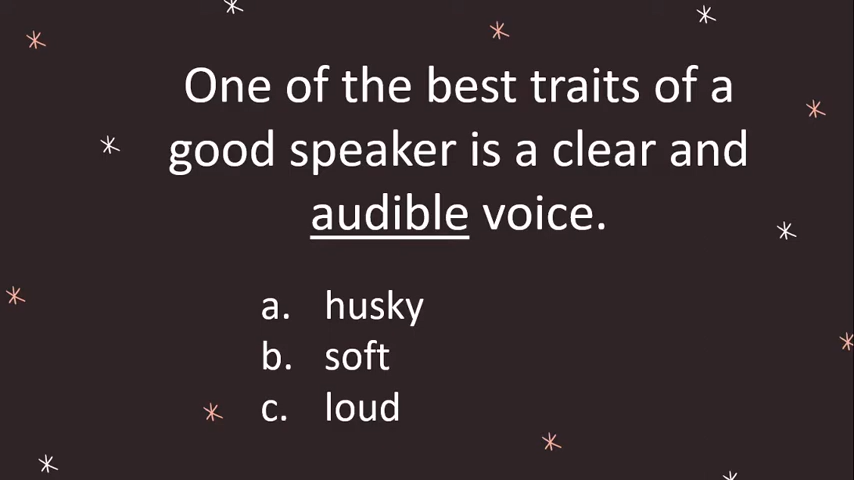 One of the best traits of a
good speaker is a clear and
audible voice.
a. husky
b. soft
c. loud